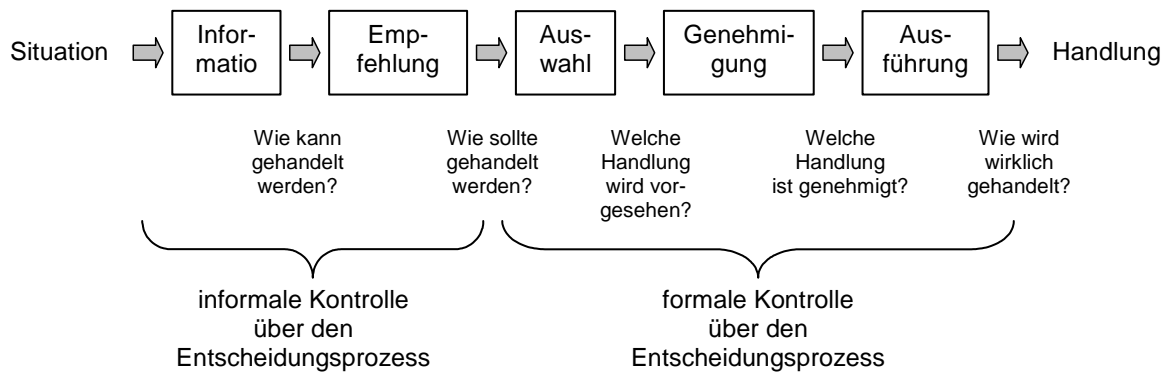 Situation
Infor-
matio
Emp-
fehlung
Aus-
wahl
Genehmi-
gung
Aus-
führung
Handlung
Wie kann
gehandelt
werden?
Wie sollte
gehandelt
werden?
Welche
Handlung
wird vor-
gesehen?
Welche
Handlung
ist genehmigt?
Wie wird
wirklich
gehandelt?
informale Kontrolle
über den
Entscheidungsprozess
formale Kontrolle
über den
Entscheidungsprozess